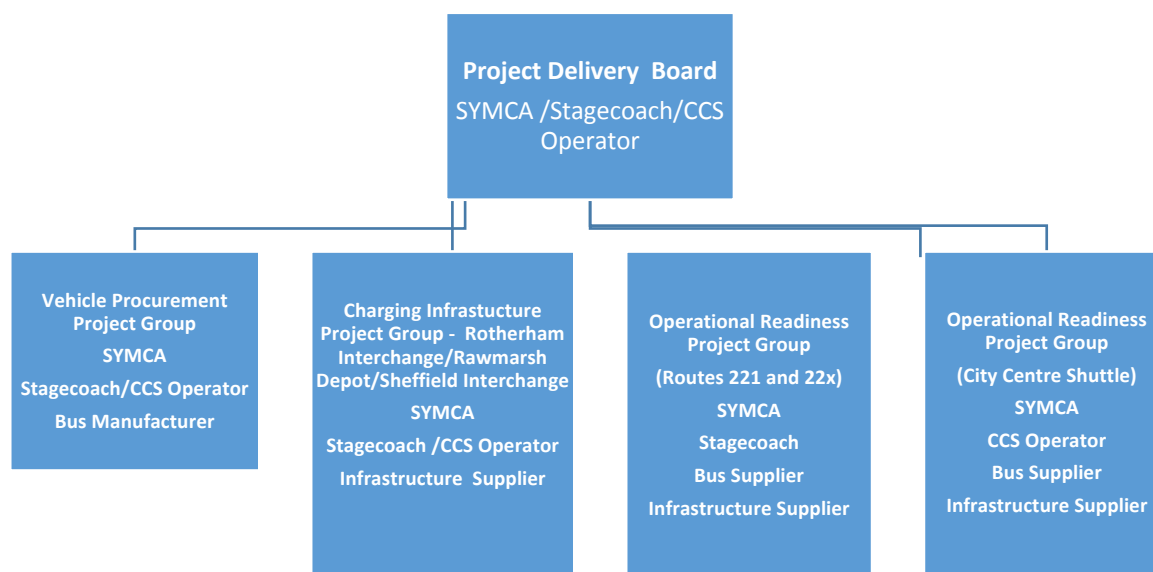 Project Delivery Board
SYMCA /Stagecoach/CCS
Operator
Vehicle Procurement
Project Group
SYMCA
Stagecoach/CCS Operator
Bus Manufacturer
Charging Infrastucture
Project Group - Rotherham
Interchange/Rawmarsh
Depot/Sheffield Interchange
SYMCA
Stagecoach /CCS Operator
Infrastructure Supplier
Operational Readiness
Project Group
(Routes 221 and 22x)
SYMCA
Stagecoach
Bus Supplier
Infrastructure Supplier
Operational Readiness
Project Group
(City Centre Shuttle)
SYMCA
CCS Operator
Bus Supplier
Infrastructure Supplier